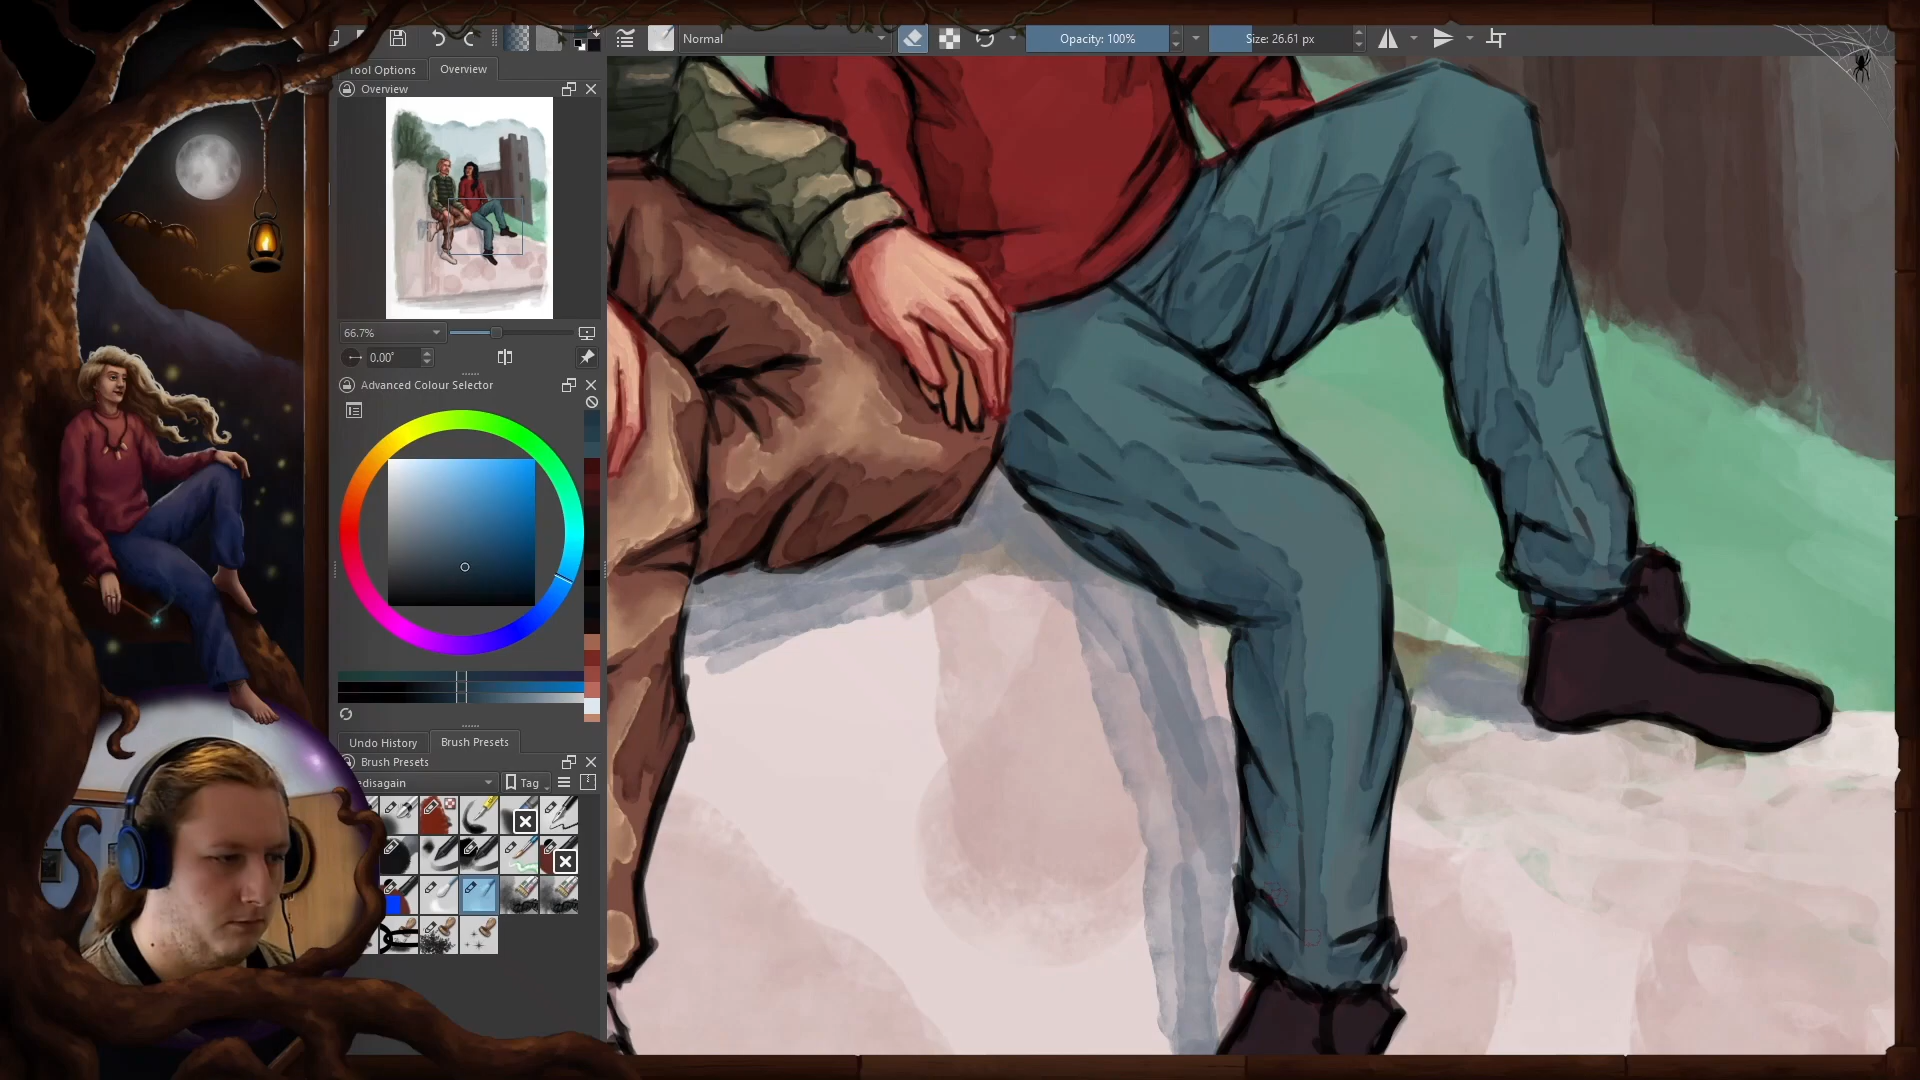 Normal
Opacity: 100%
Size: 26.61 px
Tool Options
Overview
Overview
66.7%
0.00°
Advanced Colour Selector
Undo History
Brush Presets
Brush Presets
edisagain
Tag